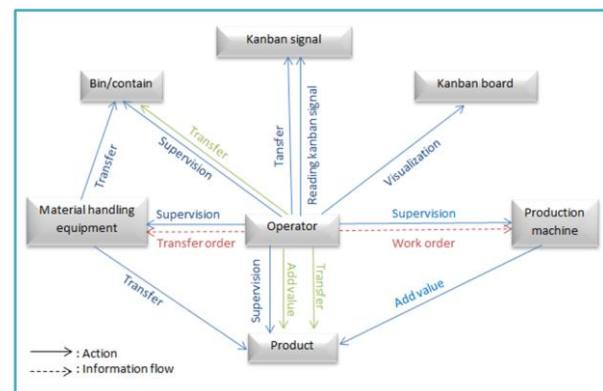 Kanban signal
Bin/contain
Kanban board
Transfer
Supervision
Transfer
Tansfer
Reading kanban signal
Visualization
Material handling
equipment
Supervision
Transfer order
Operator
Supervision
Work order
Production
machine
Transfer
Supervision
Add value
Transfer
Add value
Product
: Action
: Information flow